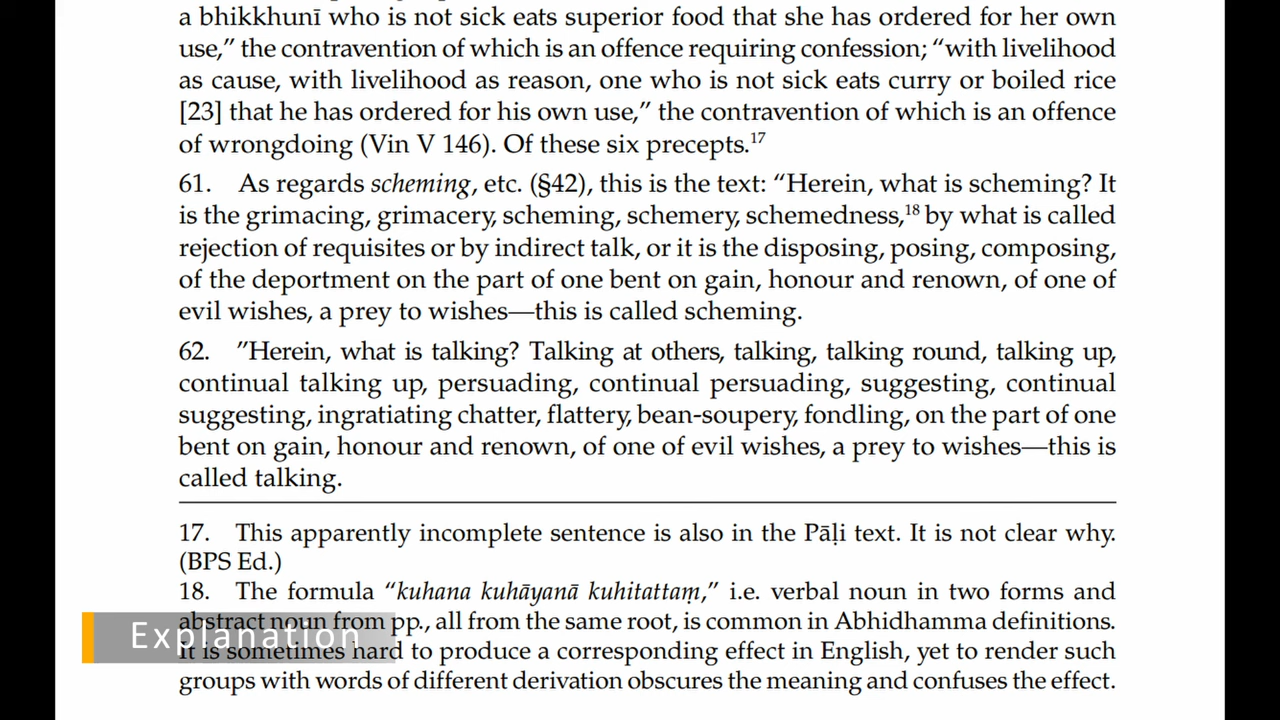 a bhikkhunī who is not sick eats superior food that she has ordered for her own
use,” the contravention of which is an offence requiring confession; “with livelihood
as cause, with livelihood as reason, one who is not sick eats curry or boiled rice
[23] that he has ordered for his own use,” the contravention of which is an offence
of wrongdoing (Vin V 146). Of these six precepts.17
61. As regards scheming, etc. (§42), this is the text: “Herein, what is scheming? It
is the grimacing, grimacery, scheming, schemery, schemedness,18 by what is called
rejection of requisites or by indirect talk, or it is the disposing, posing, composing,
of the deportment on the part of one bent on gain, honour and renown, of one of
evil wishes, a prey to wishes—this is called scheming.
62. ”Herein, what is talking? Talking at others, talking, talking round, talking up,
continual talking up, persuading, continual persuading, suggesting, continual
suggesting, ingratiating chatter, flattery, bean-soupery, fondling, on the part of one
bent on gain, honour and renown, of one of evil wishes, a prey to wishes—this is
called talking.
17. This apparently incomplete sentence is also in the Pāḷi text. It is not clear why.
(BPS Ed.)
18. The formula “kuhana kuhāyanā kuhitattaṃ,” i.e. verbal noun in two forms and
abstract noun from pp., all from the same root, is common in Abhidhamma definitions.
It is sometimes hard to produce a corresponding effect in English, yet to render such
groups with words of different derivation obscures the meaning and confuses the effect.
Explanation